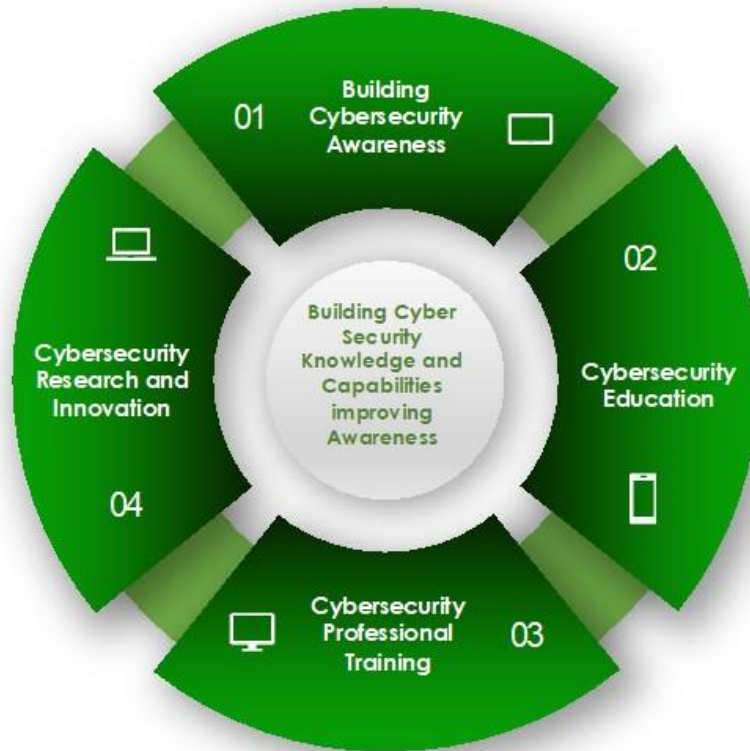 01
Building
Cybersecurity
Awareness
02
Cybersecurity
Education
Cybersecurity
Professional
Training
03
Cybersecurity
Research and
Innovation
04
Building Cyber
Security
Knowledge and
Capabilities
improving
Awareness